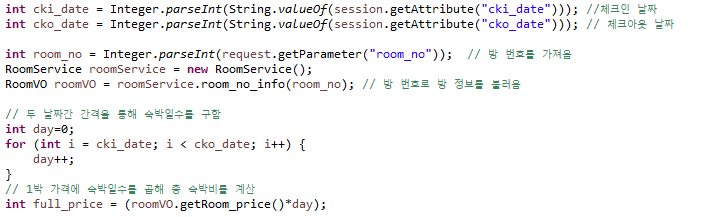 int cki_date = Integer.parseInt(String.valueOf(session.getAttribute("cki_date"))); //체크인 날짜
int cko_date = Integer.parseInt(String.valueOf(session.getAttribute("cko_date"))); // 체크아웃 날짜
int room_no = Integer.parseInt(request.getParameter("room_no"));  // 방 번호를 가져옴
RoomService roomService = new RoomService();
RoomVO roomVO = roomService.room_no_info(room_no); // 방 번호로 방 정보를 불러옴
// 두 날짜간 간격을 통해 숙박일수를 구함
int day=0;
for (int i = cki_date; i < cko_date; i++) {
    day++;
}
// 1박 가격에 숙박일수를 곱해 총 숙박비를 계산
int full_price = (roomVO.getRoom_price()*day);